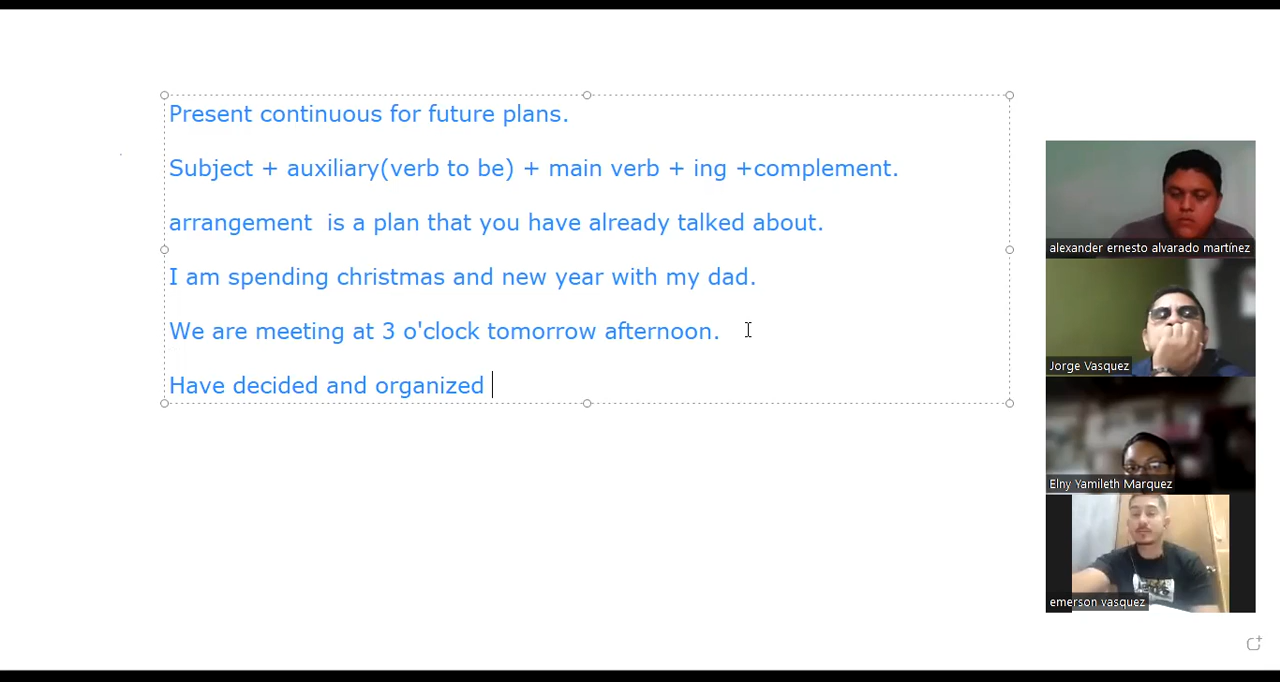 Present continuous for future plans.
Subject + auxiliary(verb to be) + main verb + ing +complement.
arrangement  is a plan that you have already talked about.
I am spending christmas and new year with my dad.
We are meeting at 3 o'clock tomorrow afternoon.
Have decided and organized
alexander ernesto alvarado martínez
Jorge Vasquez
Elny Yamileth Marquez
emerson vasquez